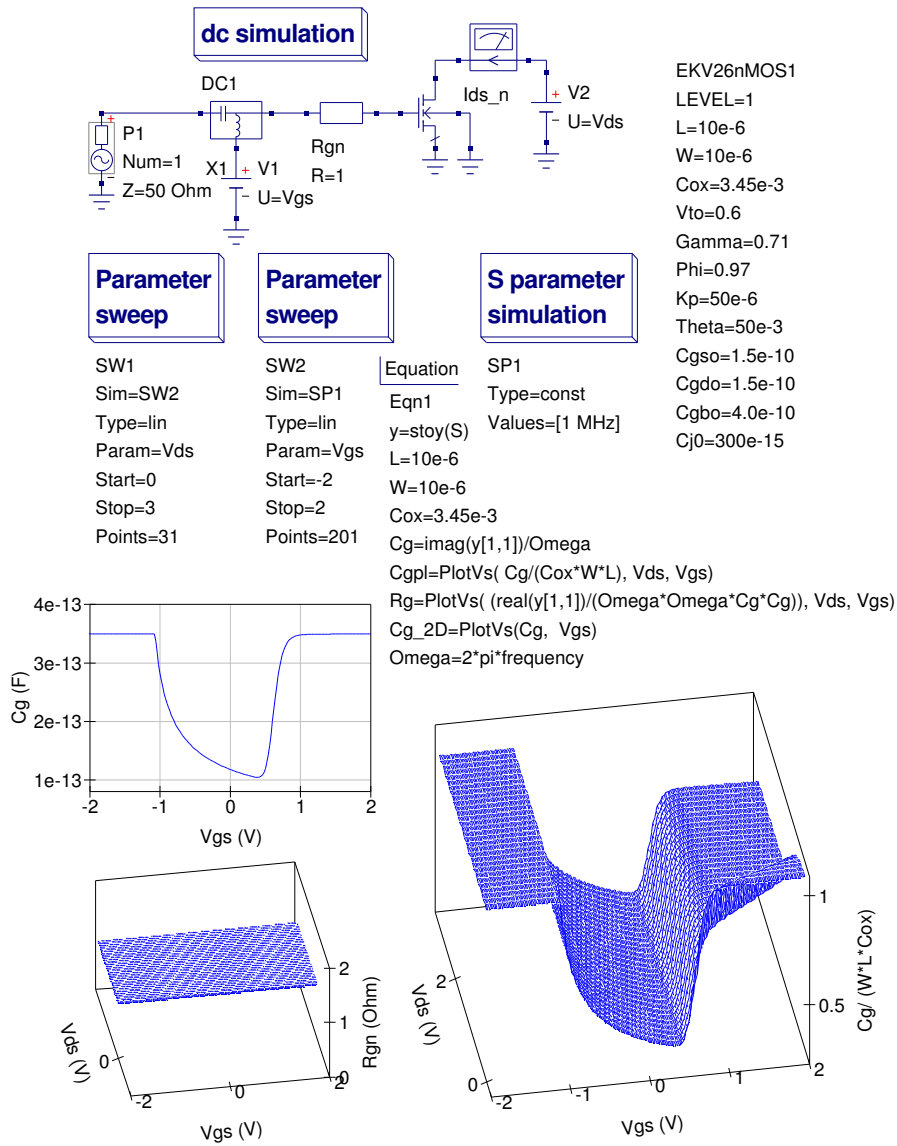 dc simulation
DC1
P1
Num=1
Z=50 Ohm
X1
V1
U=Vgs
Rgn
R=1
Ids_n
V2
U=Vds
EKV26nMOS1
LEVEL=1
L=10e-6
W=10e-6
Cox=3.45e-3
Vto=0.6
Gamma=0.71
Phi=0.97
Kp=50e-6
Theta=50e-3
Cgso=1.5e-10
Cgdo=1.5e-10
Cgbo=4.0e-10
Cj0=300e-15
Parameter
sweep
SW1
Sim=SW2
Type=lin
Param=Vds
Start=0
Stop=3
Points=31
Parameter
sweep
SW2
Sim=SP1
Type=lin
Param=Vgs
Start=-2
Stop=2
Points=201
Equation
Eqn1
y=stoy(S)
L=10e-6
W=10e-6
Cox=3.45e-3
Cg=imag(y[1,1])/Omega
Cgpl=PlotVs( Cg/(Cox*W*L), Vds, Vgs)
Rg=PlotVs( (real(y[1,1])/(Omega*Omega*Cg*Cg)), Vds, Vgs)
Cg_2D=PlotVs(Cg, Vgs)
Omega=2*pi*frequency
S parameter
simulation
SP1
Type=const
Values=[1 MHz]
4e-13
3e-13
2e-13
1e-13
Cg (F)
-2 -1 0 1 2
Vgs (V)
2
1
0
Rgn (Ohm)
0
Vds (V)
-2 0 2
Vgs (V)
1
0.5
Cg/ (W*L*Cox)
2
0
Vds (V)
-2 -1 0 1 2
Vgs (V)